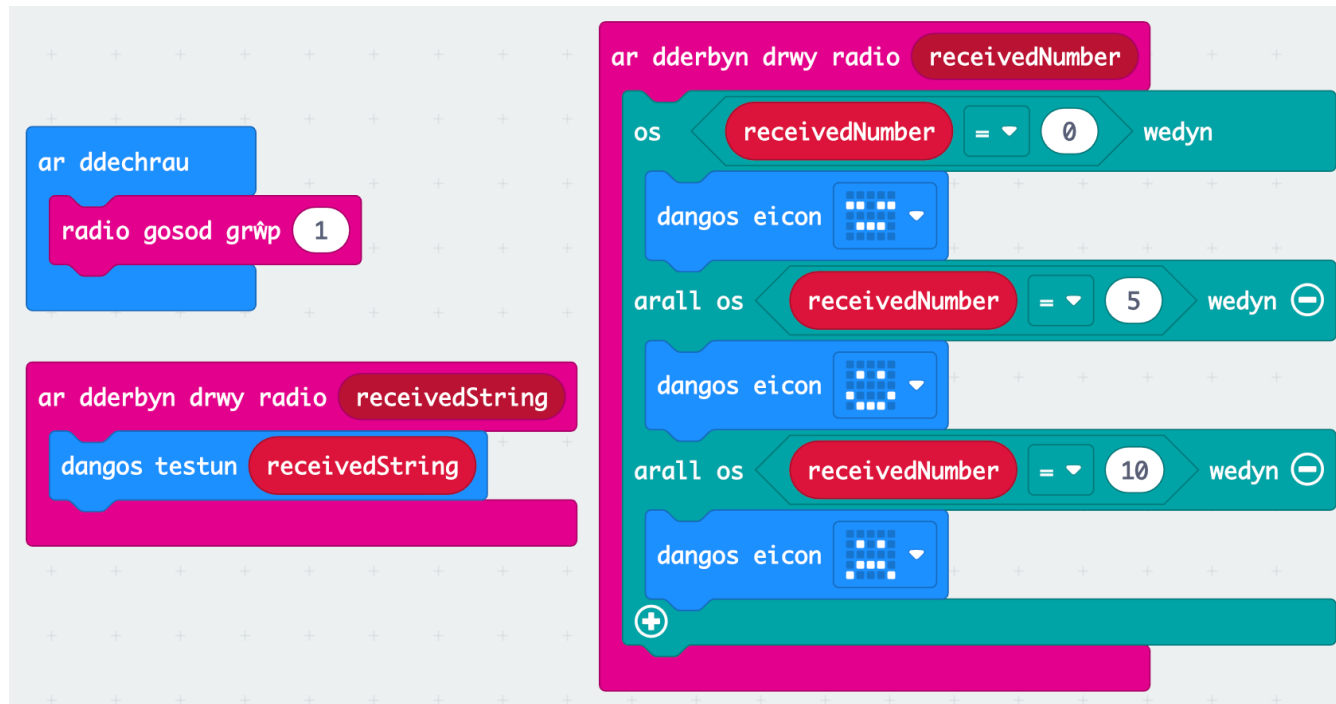 ar ddechrau
radio gosod grŵp 1
ar dderbyn drwy radio receivedString
dangos testun receivedString
ar dderbyn drwy radio receivedNumber
os receivedNumber = 0 wedyn
dangos eicon
arall os receivedNumber = 5 wedyn
dangos eicon
arall os receivedNumber = 10 wedyn
dangos eicon